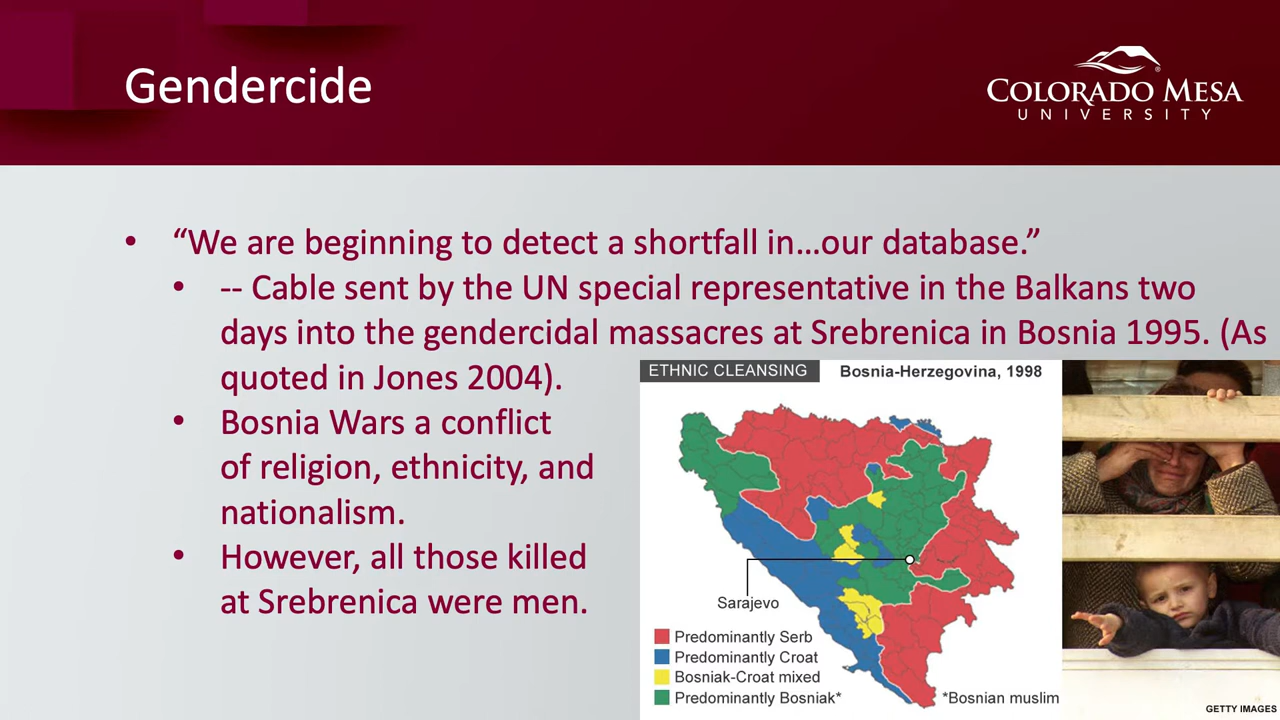 Gendercide
COLORADO MESA
UNIVERSITY
• “We are beginning to detect a shortfall in…our database.”
• -- Cable sent by the UN special representative in the Balkans two
days into the gendercidal massacres at Srebrenica in Bosnia 1995. (As
quoted in Jones 2004).
• Bosnia Wars a conflict
of religion, ethnicity, and
nationalism.
• However, all those killed
at Srebrenica were men.
ETHNIC CLEANSING
Bosnia-Herzegovina, 1998
Sarajevo
Predominantly Serb
Predominantly Croat
Bosniak-Croat mixed
Predominantly Bosniak*
*Bosnian muslim
GETTY IMAGES